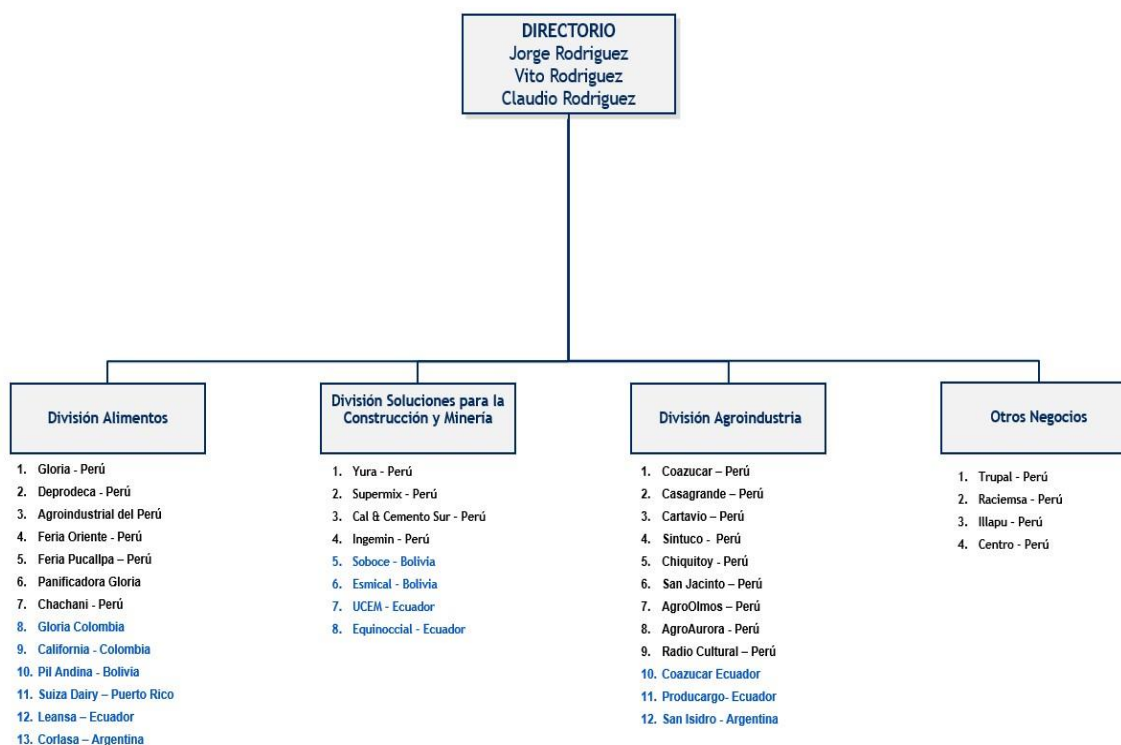 DIRECTORIO
Jorge Rodriguez
Vito Rodriguez
Claudio Rodriguez
División Alimentos
1. Gloria - Perú
2. Deprodeca - Perú
3. Agroindustrial del Perú
4. Feria Oriente - Perú
5. Feria Pucallpa – Perú
6. Panificadora Gloria
7. Chachani - Perú
8. Gloria Colombia
9. California - Colombia
10. Pil Andina - Bolivia
11. Suiza Dairy – Puerto Rico
12. Leansa – Ecuador
13. Corlasa – Argentina
División Soluciones para la
Construcción y Minería
1. Yura - Perú
2. Supermix - Perú
3. Cal & Cemento Sur - Perú
4. Ingemin - Perú
5. Soboce - Bolivia
6. Esmical - Bolivia
7. UCEM - Ecuador
8. Equinoccial - Ecuador
División Agroindustria
1. Coazucar – Perú
2. Casagrande – Perú
3. Cartavio – Perú
4. Sintuco - Perú
5. Chiquitoy – Perú
6. San Jacinto – Perú
7. AgroOlmos – Perú
8. AgroAurora - Perú
9. Radio Cultural – Perú
10. Coazucar Ecuador
11. Producargo- Ecuador
12. San Isidro - Argentina
Otros Negocios
1. Trupal - Perú
2. Raciemsa - Perú
3. Illapu - Perú
4. Centro - Perú